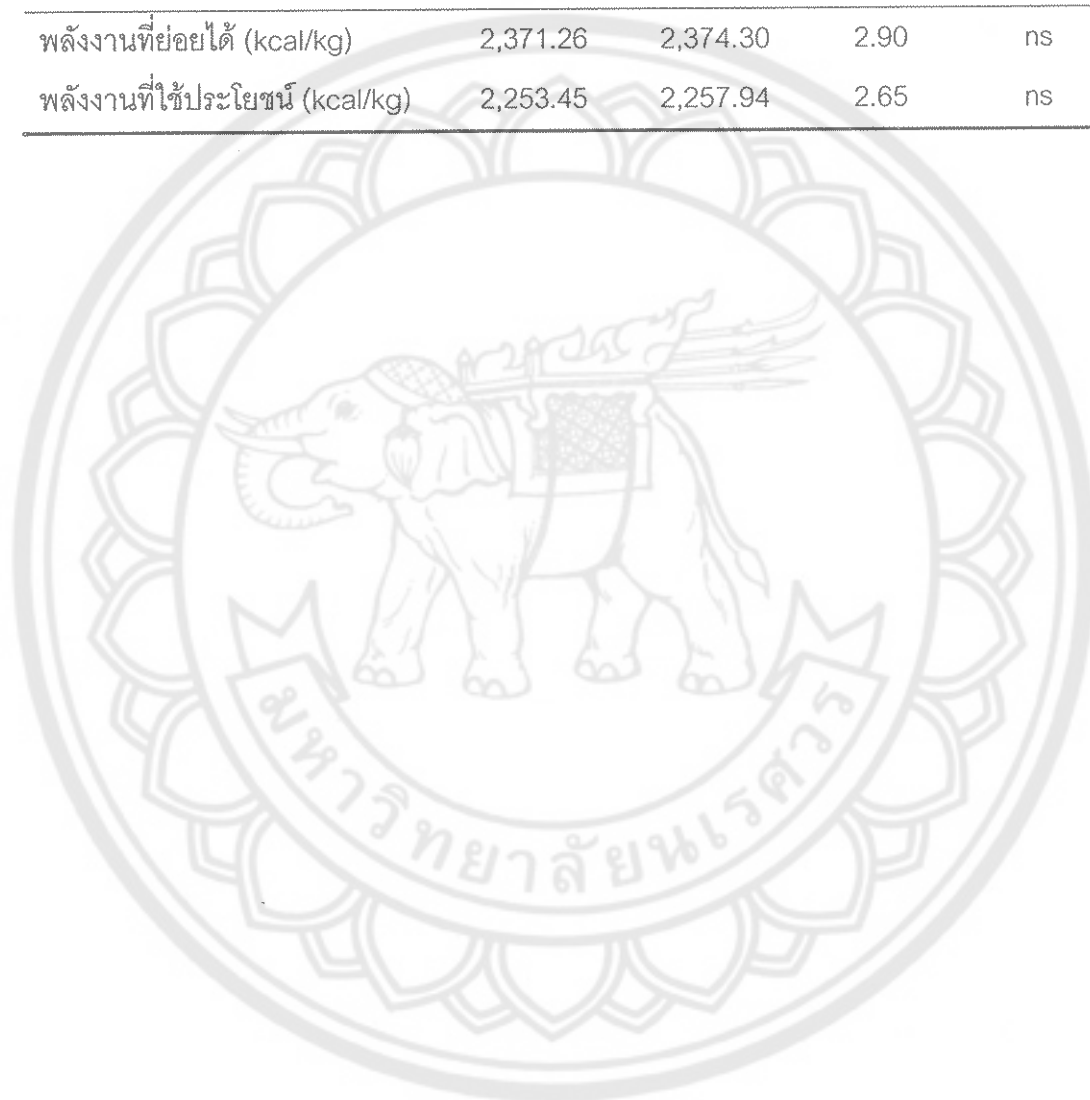 พลังงานที่ย่อยได้ (kcal/kg) 2,371.26 2,374.30 2.90 ns
พลังงานที่ใช้ประโยชน์ (kcal/kg) 2,253.45 2,257.94 2.65 ns
มหาวิทยาลัยนเรศวร